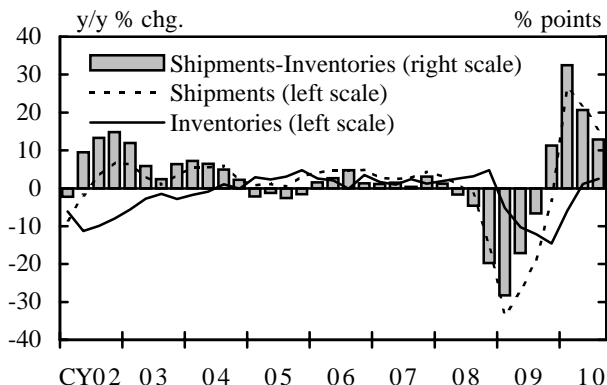 y/y % chg. % points
40
30
20
10
0
-10
-20
-30
-40
Shipments-Inventories (right scale)
Shipments (left scale)
Inventories (left scale)
CY02 03 04 05 06 07 08 09 10